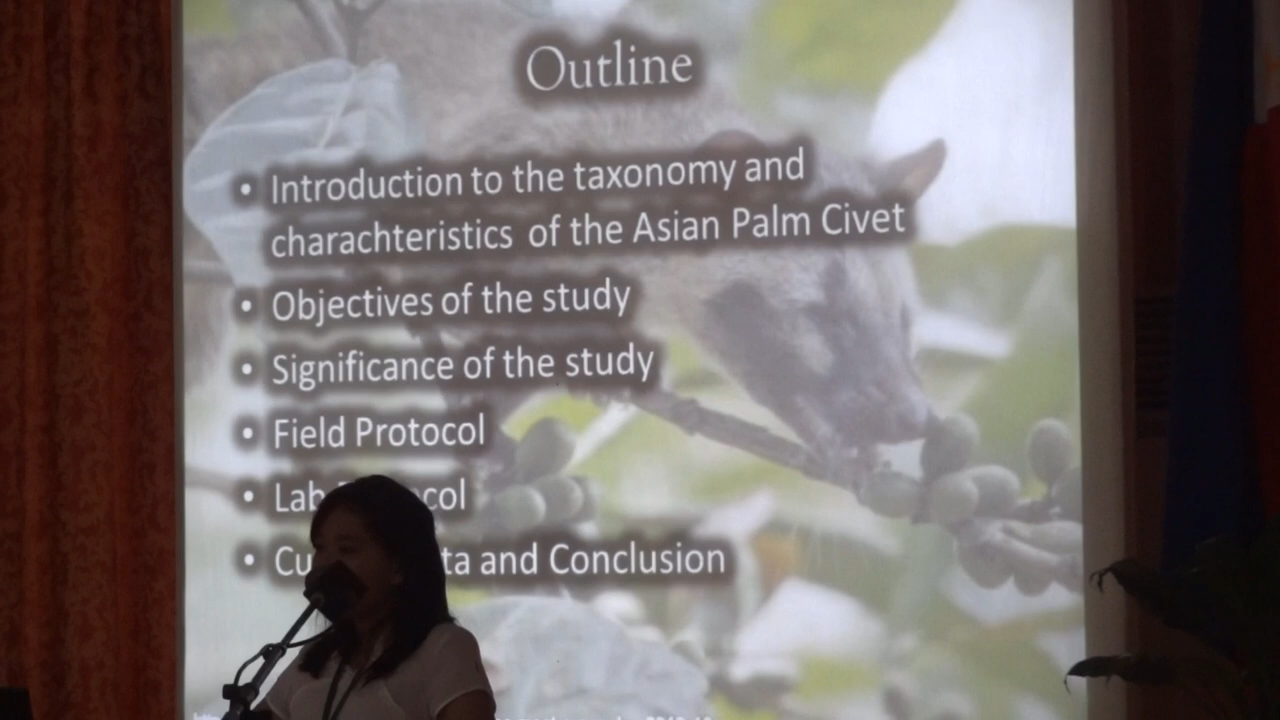 Outline
• Introduction to the taxonomy and
charachteristics of the Asian Palm Civet
• Objectives of the study
• Significance of the study
• Field Protocol
• Lab
• and Conclusion